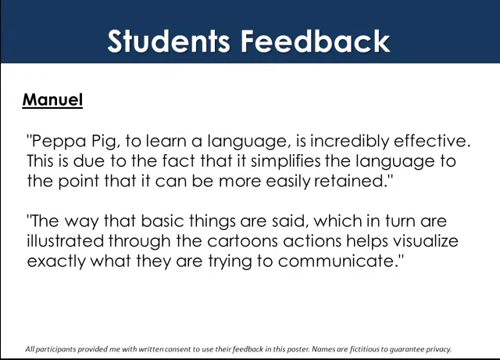 Students Feedback
Manuel
"Peppa Pig, to learn a language, is incredibly effective.
This is due to the fact that it simplifies the language to
the point that it can be more easily retained."
"The way that basic things are said, which in turn are
illustrated through the cartoons actions helps visualize
exactly what they are trying to communicate."
All participants provided me with written consent to use their feedback in this poster. Names are fictitious to guarantee privacy.